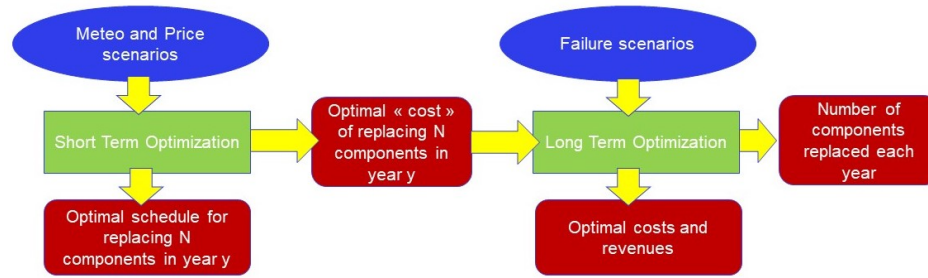 Meteo and Price
scenarios
Failure scenarios
Short Term Optimization
Optimal « cost »
of replacing N
components in
year y
Long Term Optimization
Number of
components
replaced each
year
Optimal schedule for
replacing N
components in year y
Optimal costs and
revenues